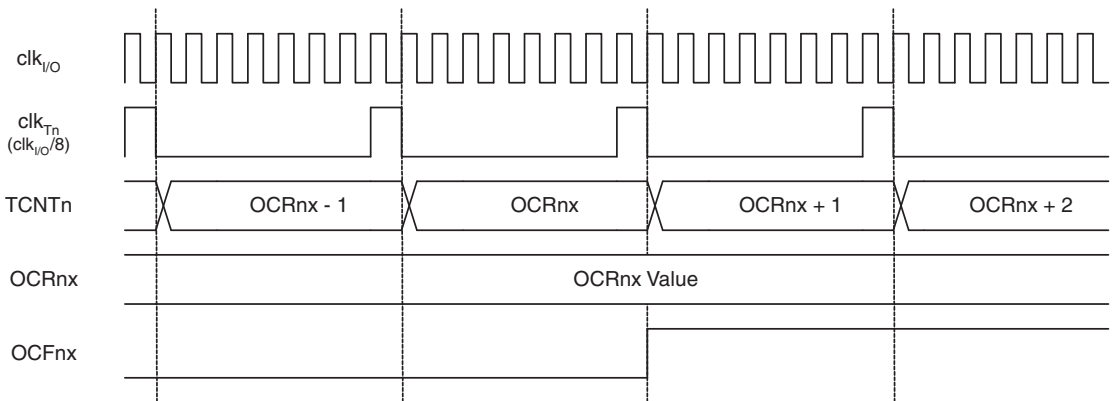 clkI/O
clkTn
(clkI/O/8)
TCNTn
OCRnx - 1
OCRnx
OCRnx + 1
OCRnx + 2
OCRnx
OCRnx Value
OCFnx